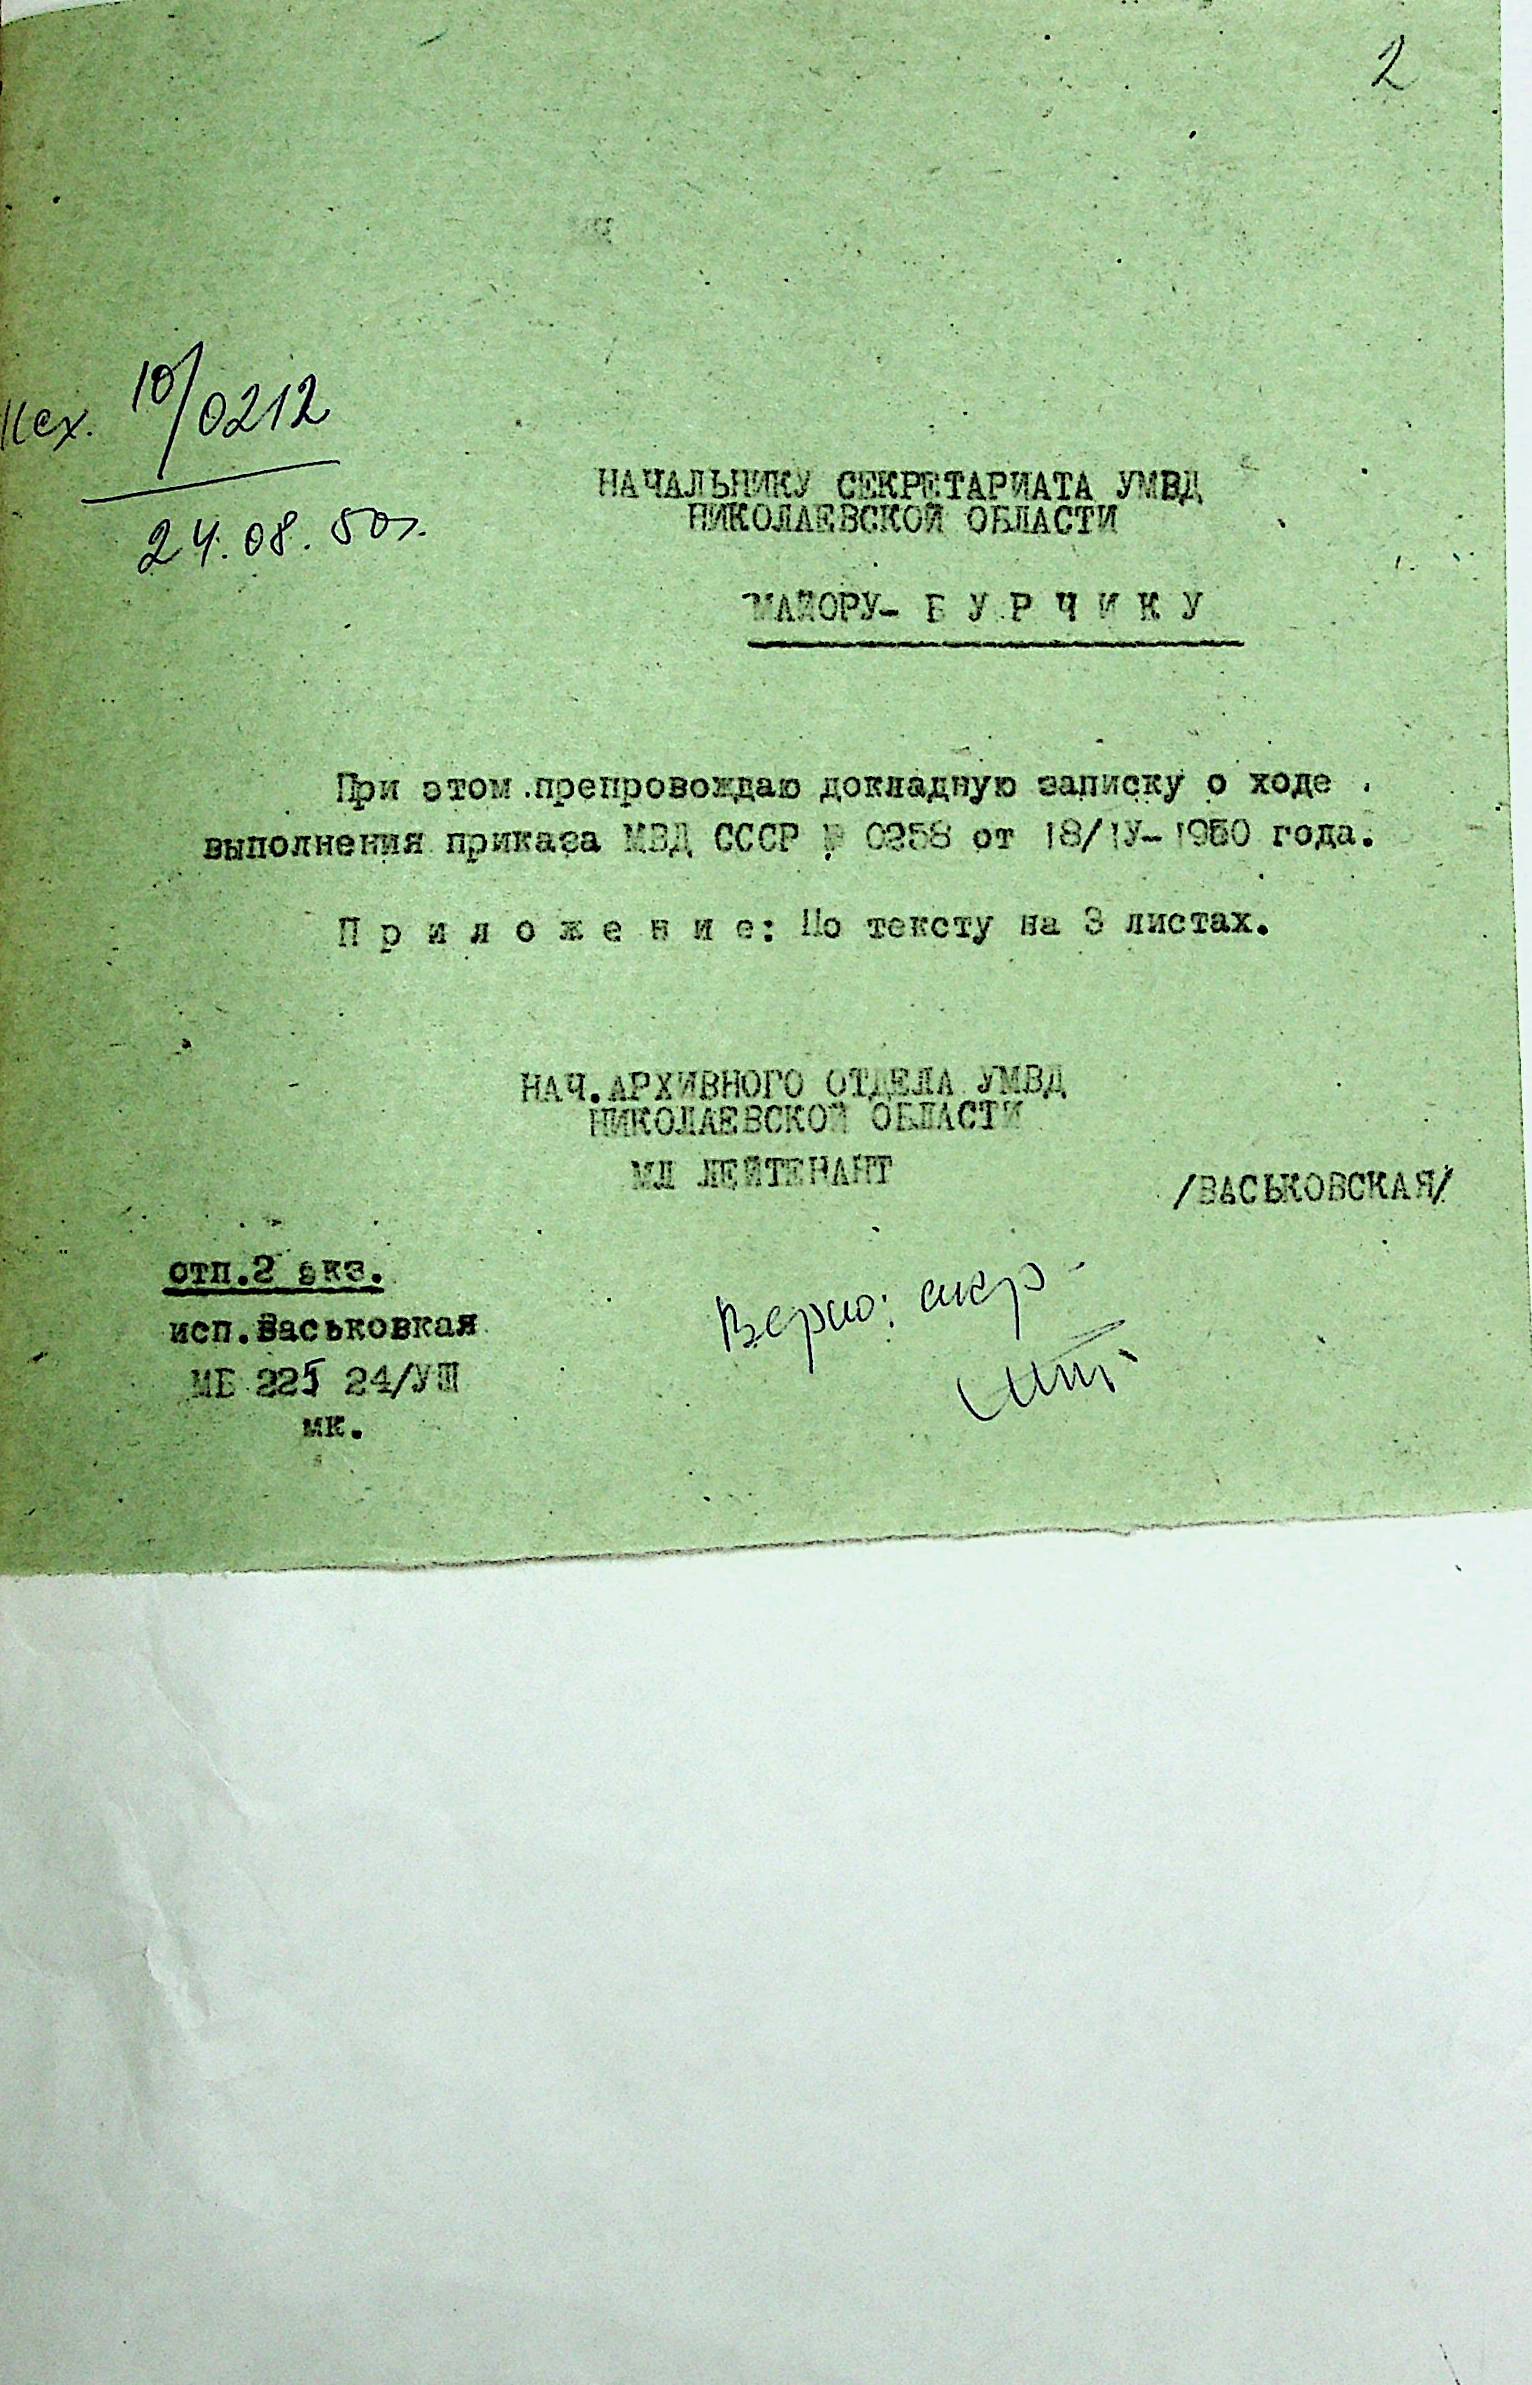 2
Исх. 10/0212
24.08.50г.
НАЧАЛЬНИКУ СЕКРЕТАРИАТА УМВД
НИКОЛАЕВСКОЙ ОБЛАСТИ
МАЙОРУ- Б У Р Ч И К У
При этом препровождаю докладную записку о ходе
выполнения приказа МВД СССР № 0258 от 18/1У-1950 года.
П р и л о ж е н и е: По тексту на 3 листах.
НАЧ.АРХИВНОГО ОТДЕЛА УМВД
НИКОЛАЕВСКОЙ ОБЛАСТИ
МЛ ЛЕЙТЕНАНТ
/ВАСЬКОВСКАЯ/
отп.2 экз.
исп.Васьковкая
МБ 225 24/УШ
мк.
Верно: секр